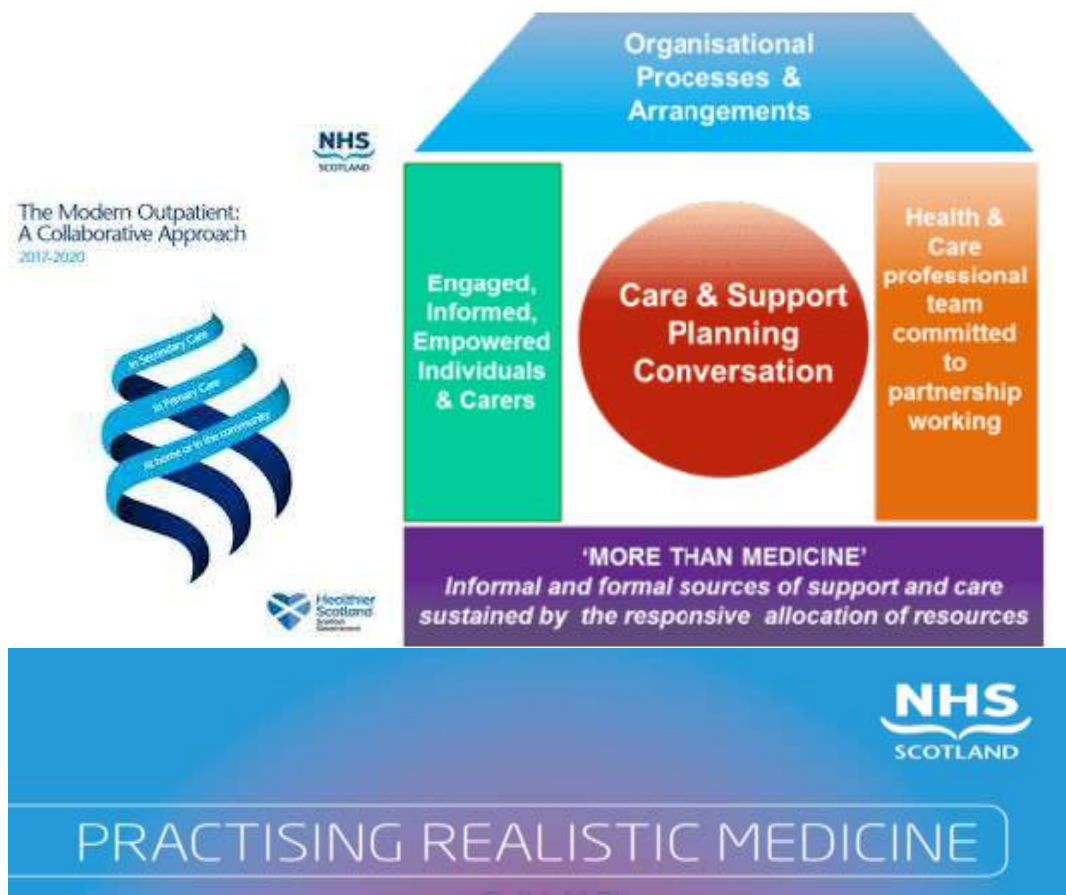 NHS
SCOTLAND
The Modern Outpatient:
A Collaborative Approach
2017-2020
In Secondary Care
In Primary Care
At home or in the community
Healthier
Scotland
Scottish
Government
Organisational
Processes &
Arrangements
Engaged,
Informed,
Empowered
Individuals
& Carers
Care & Support
Planning
Conversation
Health &
Care
professional
team
committed
to
partnership
working
‘MORE THAN MEDICINE’
Informal and formal sources of support and care
sustained by the responsive allocation of resources
NHS
SCOTLAND
PRACTISING REALISTIC MEDICINE